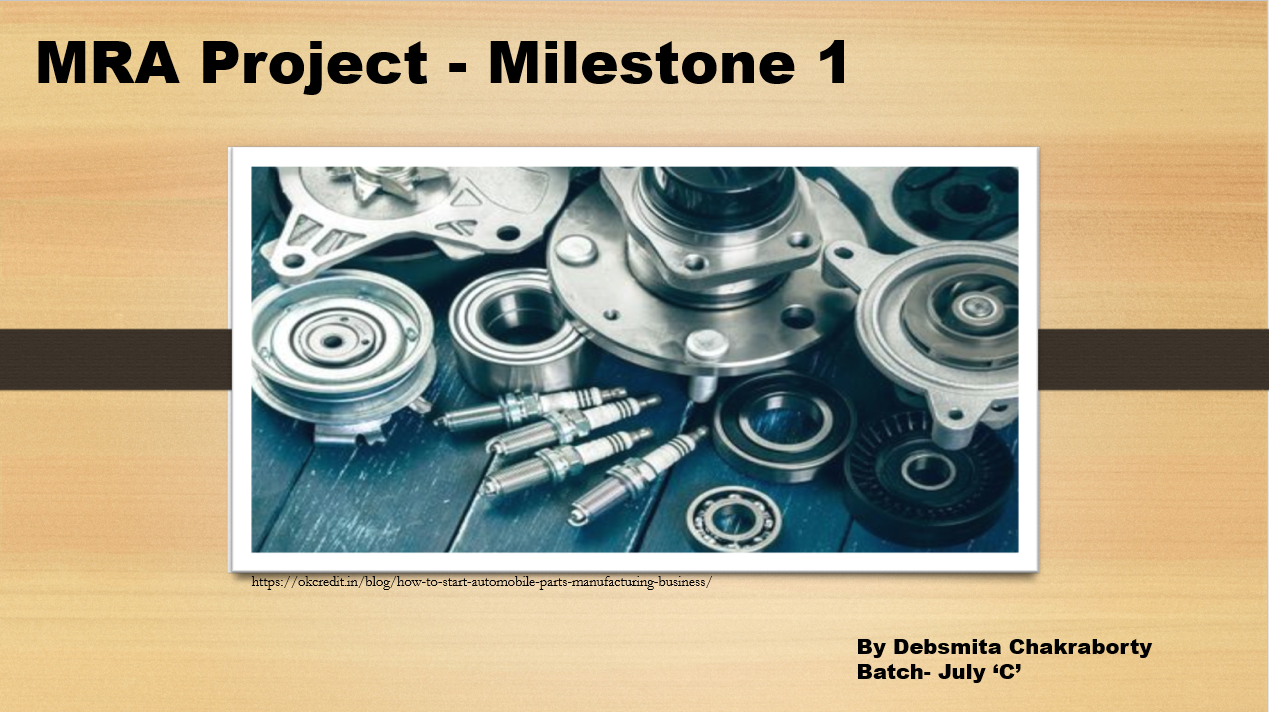 MRA Project - Milestone 1
https://okcredit.in/blog/how-to-start-automobile-parts-manufacturing-business/
By Debsmita Chakraborty
Batch- July ‘C’